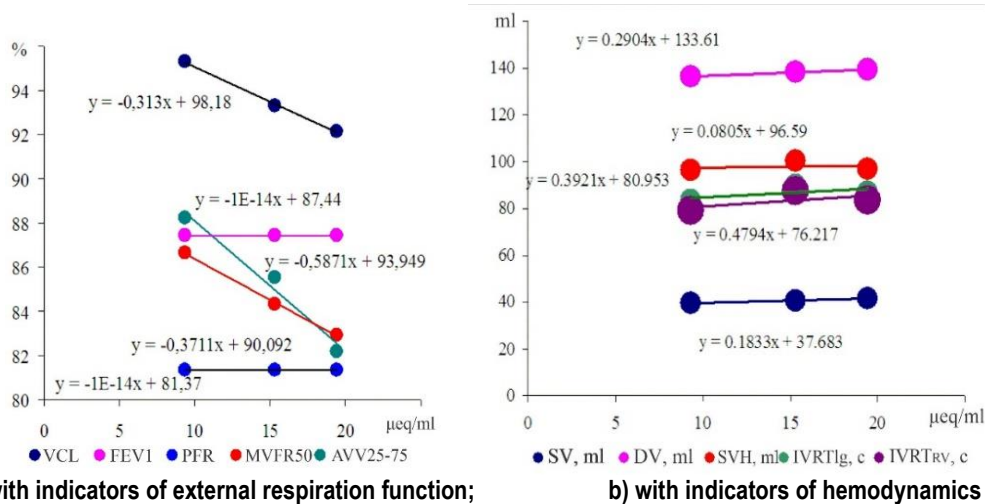 %
94
92
90
88
86
84
82
80
y = -0,313x + 98,18
y = -1E-14x + 87,44
y = -0,5871x + 93,949
y = -0,3711x + 90,092
y = -1E-14x + 81,37
0 5 10 15 20 µeq/ml
VCL FEV1 PFR MVFR50 AVV25-75
with indicators of external respiration function;
ml
140
120
100
80
60
40
20
0
y = 0.2904x + 133.61
y = 0.0805x + 96.59
y = 0.3921x + 80.953
y = 0.4794x + 76.217
y = 0.1833x + 37.683
0 5 10 15 20 µeq/ml
SV, ml DV, ml SVH, ml IVRTlg, c IVRTRV, c
b) with indicators of hemodynamics